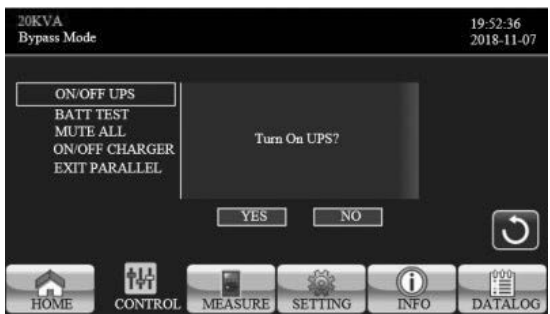 20KVA
Bypass Mode
19:52:36
2018-11-07
ON/OFF UPS
BATT TEST
MUTE ALL
ON/OFF CHARGER
EXIT PARALLEL
Turn On UPS?
YES NO
HOME CONTROL MEASURE SETTING INFO DATALOG